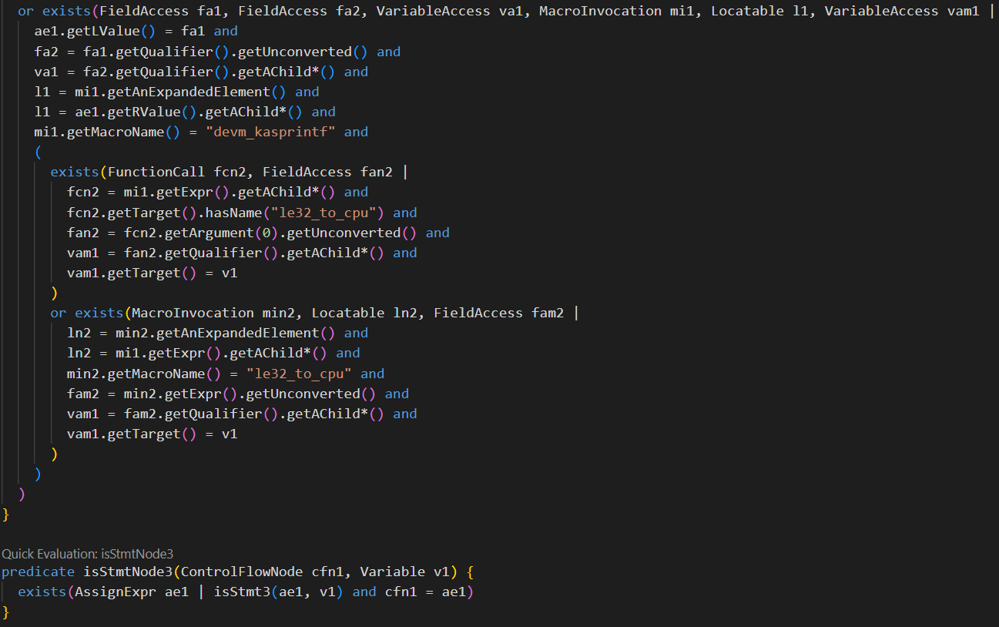 or exists(FieldAccess fa1, FieldAccess fa2, VariableAccess va1, MacroInvocation mi1, Locatable l1, VariableAccess vam1 |
ae1.getLValue() = fa1 and
fa2 = fa1.getQualifier().getUnconverted() and
va1 = fa2.getQualifier().getAChild*() and
l1 = mi1.getAnExpandedElement() and
l1 = ae1.getRValue().getAChild*() and
mi1.getMacroName() = "devm_kasprintf" and
(
exists(FunctionCall fcn2, FieldAccess fan2 |
fcn2 = mi1.getExpr().getAChild*() and
fcn2.getTarget().hasName("le32_to_cpu") and
fan2 = fcn2.getArgument(0).getUnconverted() and
vam1 = fan2.getQualifier().getAChild*() and
vam1.getTarget() = v1
)
or exists(MacroInvocation min2, Locatable ln2, FieldAccess fam2 |
ln2 = min2.getAnExpandedElement() and
ln2 = mi1.getExpr().getAChild*() and
min2.getMacroName() = "le32_to_cpu" and
fam2 = min2.getExpr().getUnconverted() and
vam1 = fam2.getQualifier().getAChild*() and
vam1.getTarget() = v1
)
)
)
}
Quick Evaluation: isStmtNode3
predicate isStmtNode3(ControlFlowNode cfn1, Variable v1) {
exists(AssignExpr ae1 | isStmt3(ae1, v1) and cfn1 = ae1)
}